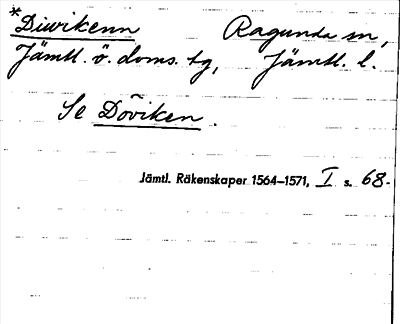 *Diwikenn Ragunda sn,
Jämtl. ö. doms. tg, Jämtl. l.
Se Döviken.
Jämtl. Räkenskaper 1564–1571, I s. 68.